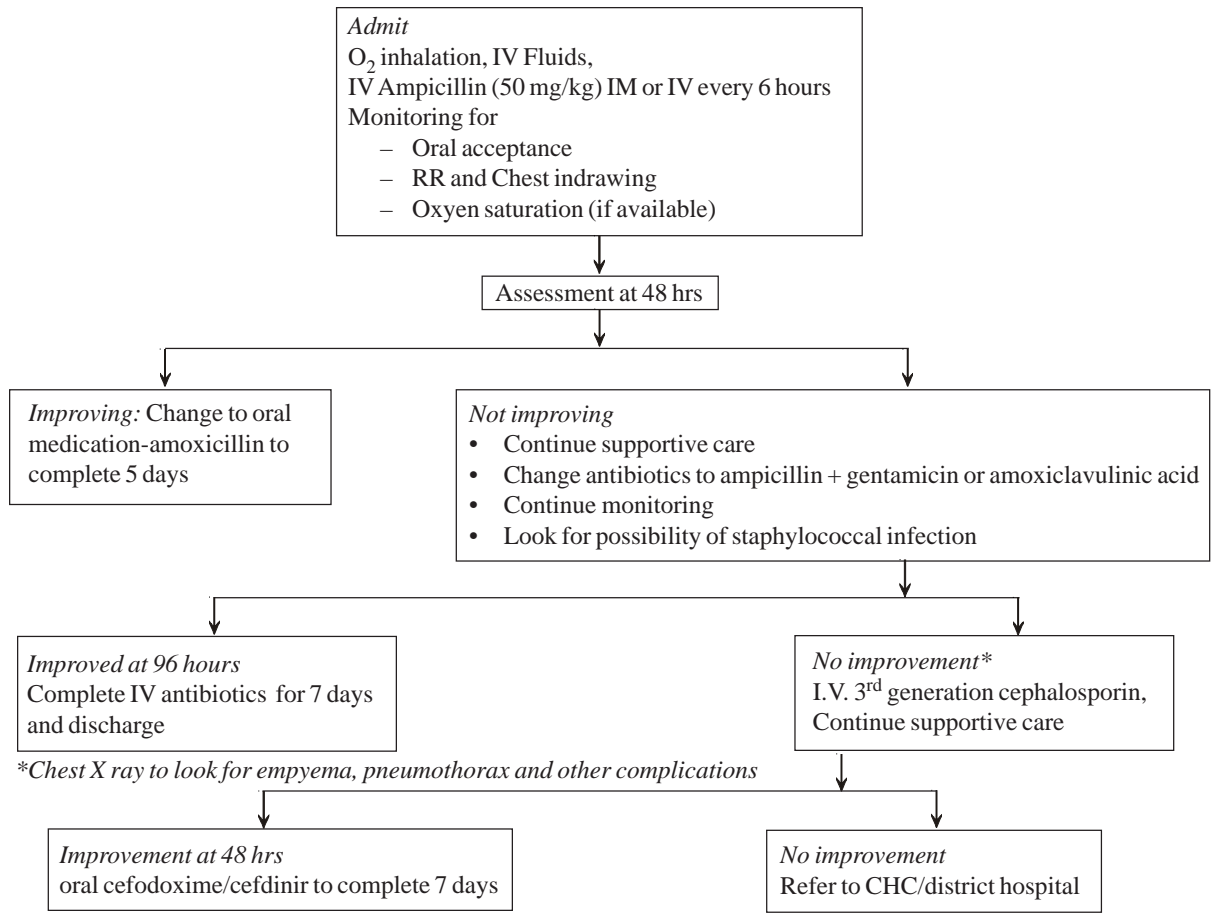 Admit
O2 inhalation, IV Fluids,
IV Ampicillin (50 mg/kg) IM or IV every 6 hours
Monitoring for
– Oral acceptance
– RR and Chest indrawing
– Oxyen saturation (if available)
Assessment at 48 hrs
Improving: Change to oral
medication-amoxicillin to
complete 5 days
Not improving
• Continue supportive care
• Change antibiotics to ampicillin + gentamicin or amoxiclavulinic acid
• Continue monitoring
• Look for possibility of staphylococcal infection
Improved at 96 hours
Complete IV antibiotics for 7 days
and discharge
No improvement*
I.V. 3rd generation cephalosporin,
Continue supportive care
*Chest X ray to look for empyema, pneumothorax and other complications
Improvement at 48 hrs
oral cefodoxime/cefdinir to complete 7 days
No improvement
Refer to CHC/district hospital